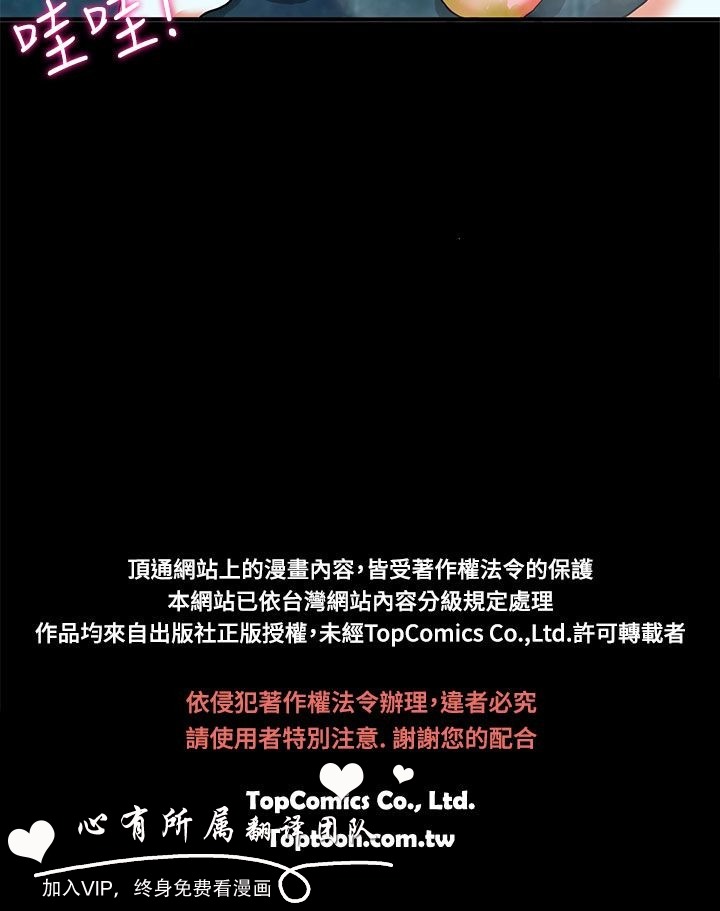 哇哇!
頂通網站上的漫畫內容，皆受著作權法令的保護
本網站已依台灣網站內容分級規定處理
作品均來自出版社正版授權，未經TopComics Co.,Ltd.許可轉載者
依侵犯著作權法令辦理，違者必究
請使用者特別注意. 謝謝您的配合
TopComics Co., Ltd.
心有所属翻译团队
Toptoon.com.tw
加入VIP，终身免费看漫画